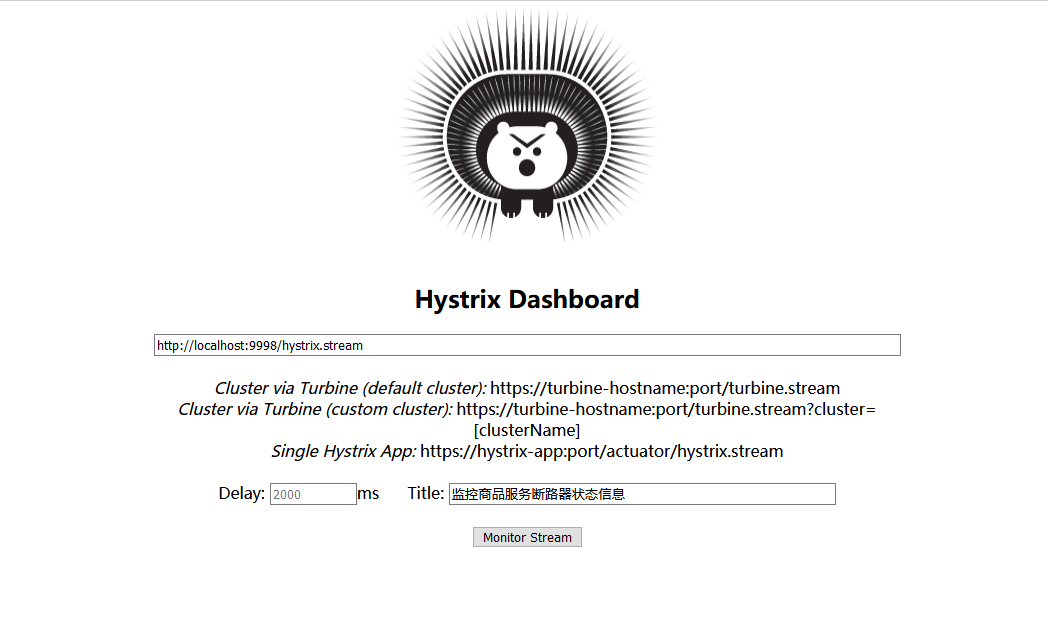 Hystrix Dashboard
http://localhost:9998/hystrix.stream
Cluster via Turbine (default cluster): https://turbine-hostname:port/turbine.stream
Cluster via Turbine (custom cluster): https://turbine-hostname:port/turbine.stream?cluster=
[clusterName]
Single Hystrix App: https://hystrix-app:port/actuator/hystrix.stream
Delay: 2000 ms Title: 监控商品服务断路器状态信息
Monitor Stream